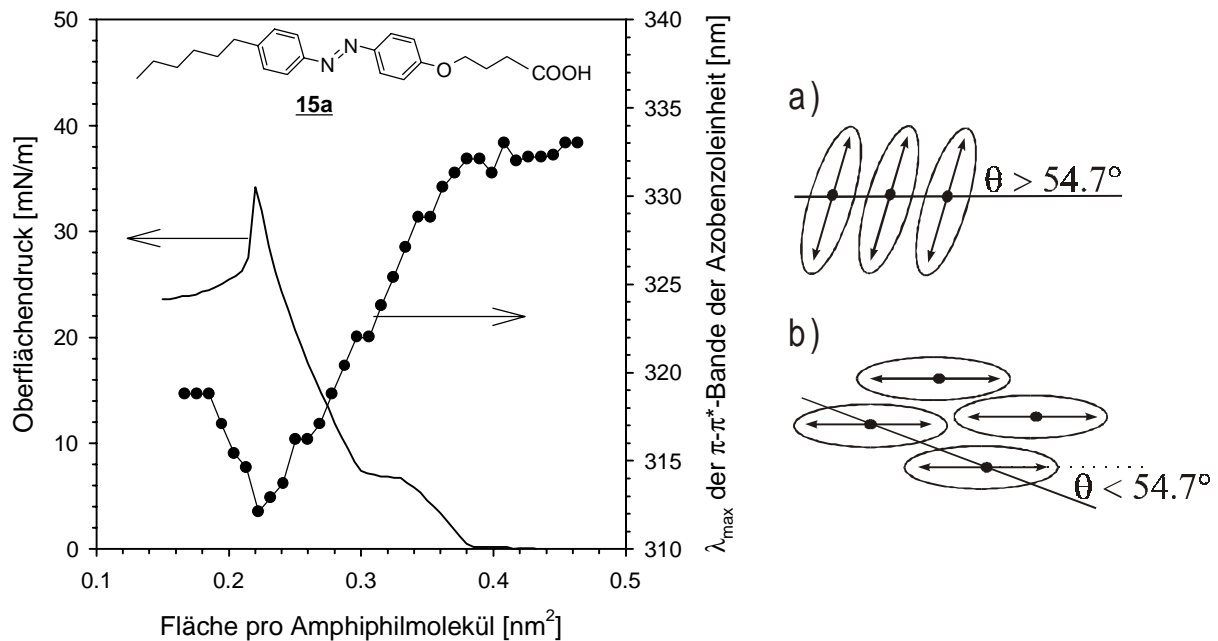 50
40
30
20
10
0
Oberflächendruck [mN/m]
N
N
O
COOH
15a
0.1
0.2
0.3
0.4
0.5
Fläche pro Amphiphilmolekül [nm²]
340
335
330
325
320
315
310
λmax der π-π*-Bande der Azobenzoleinheit [nm]
a)
θ > 54.7°
b)
θ < 54.7°